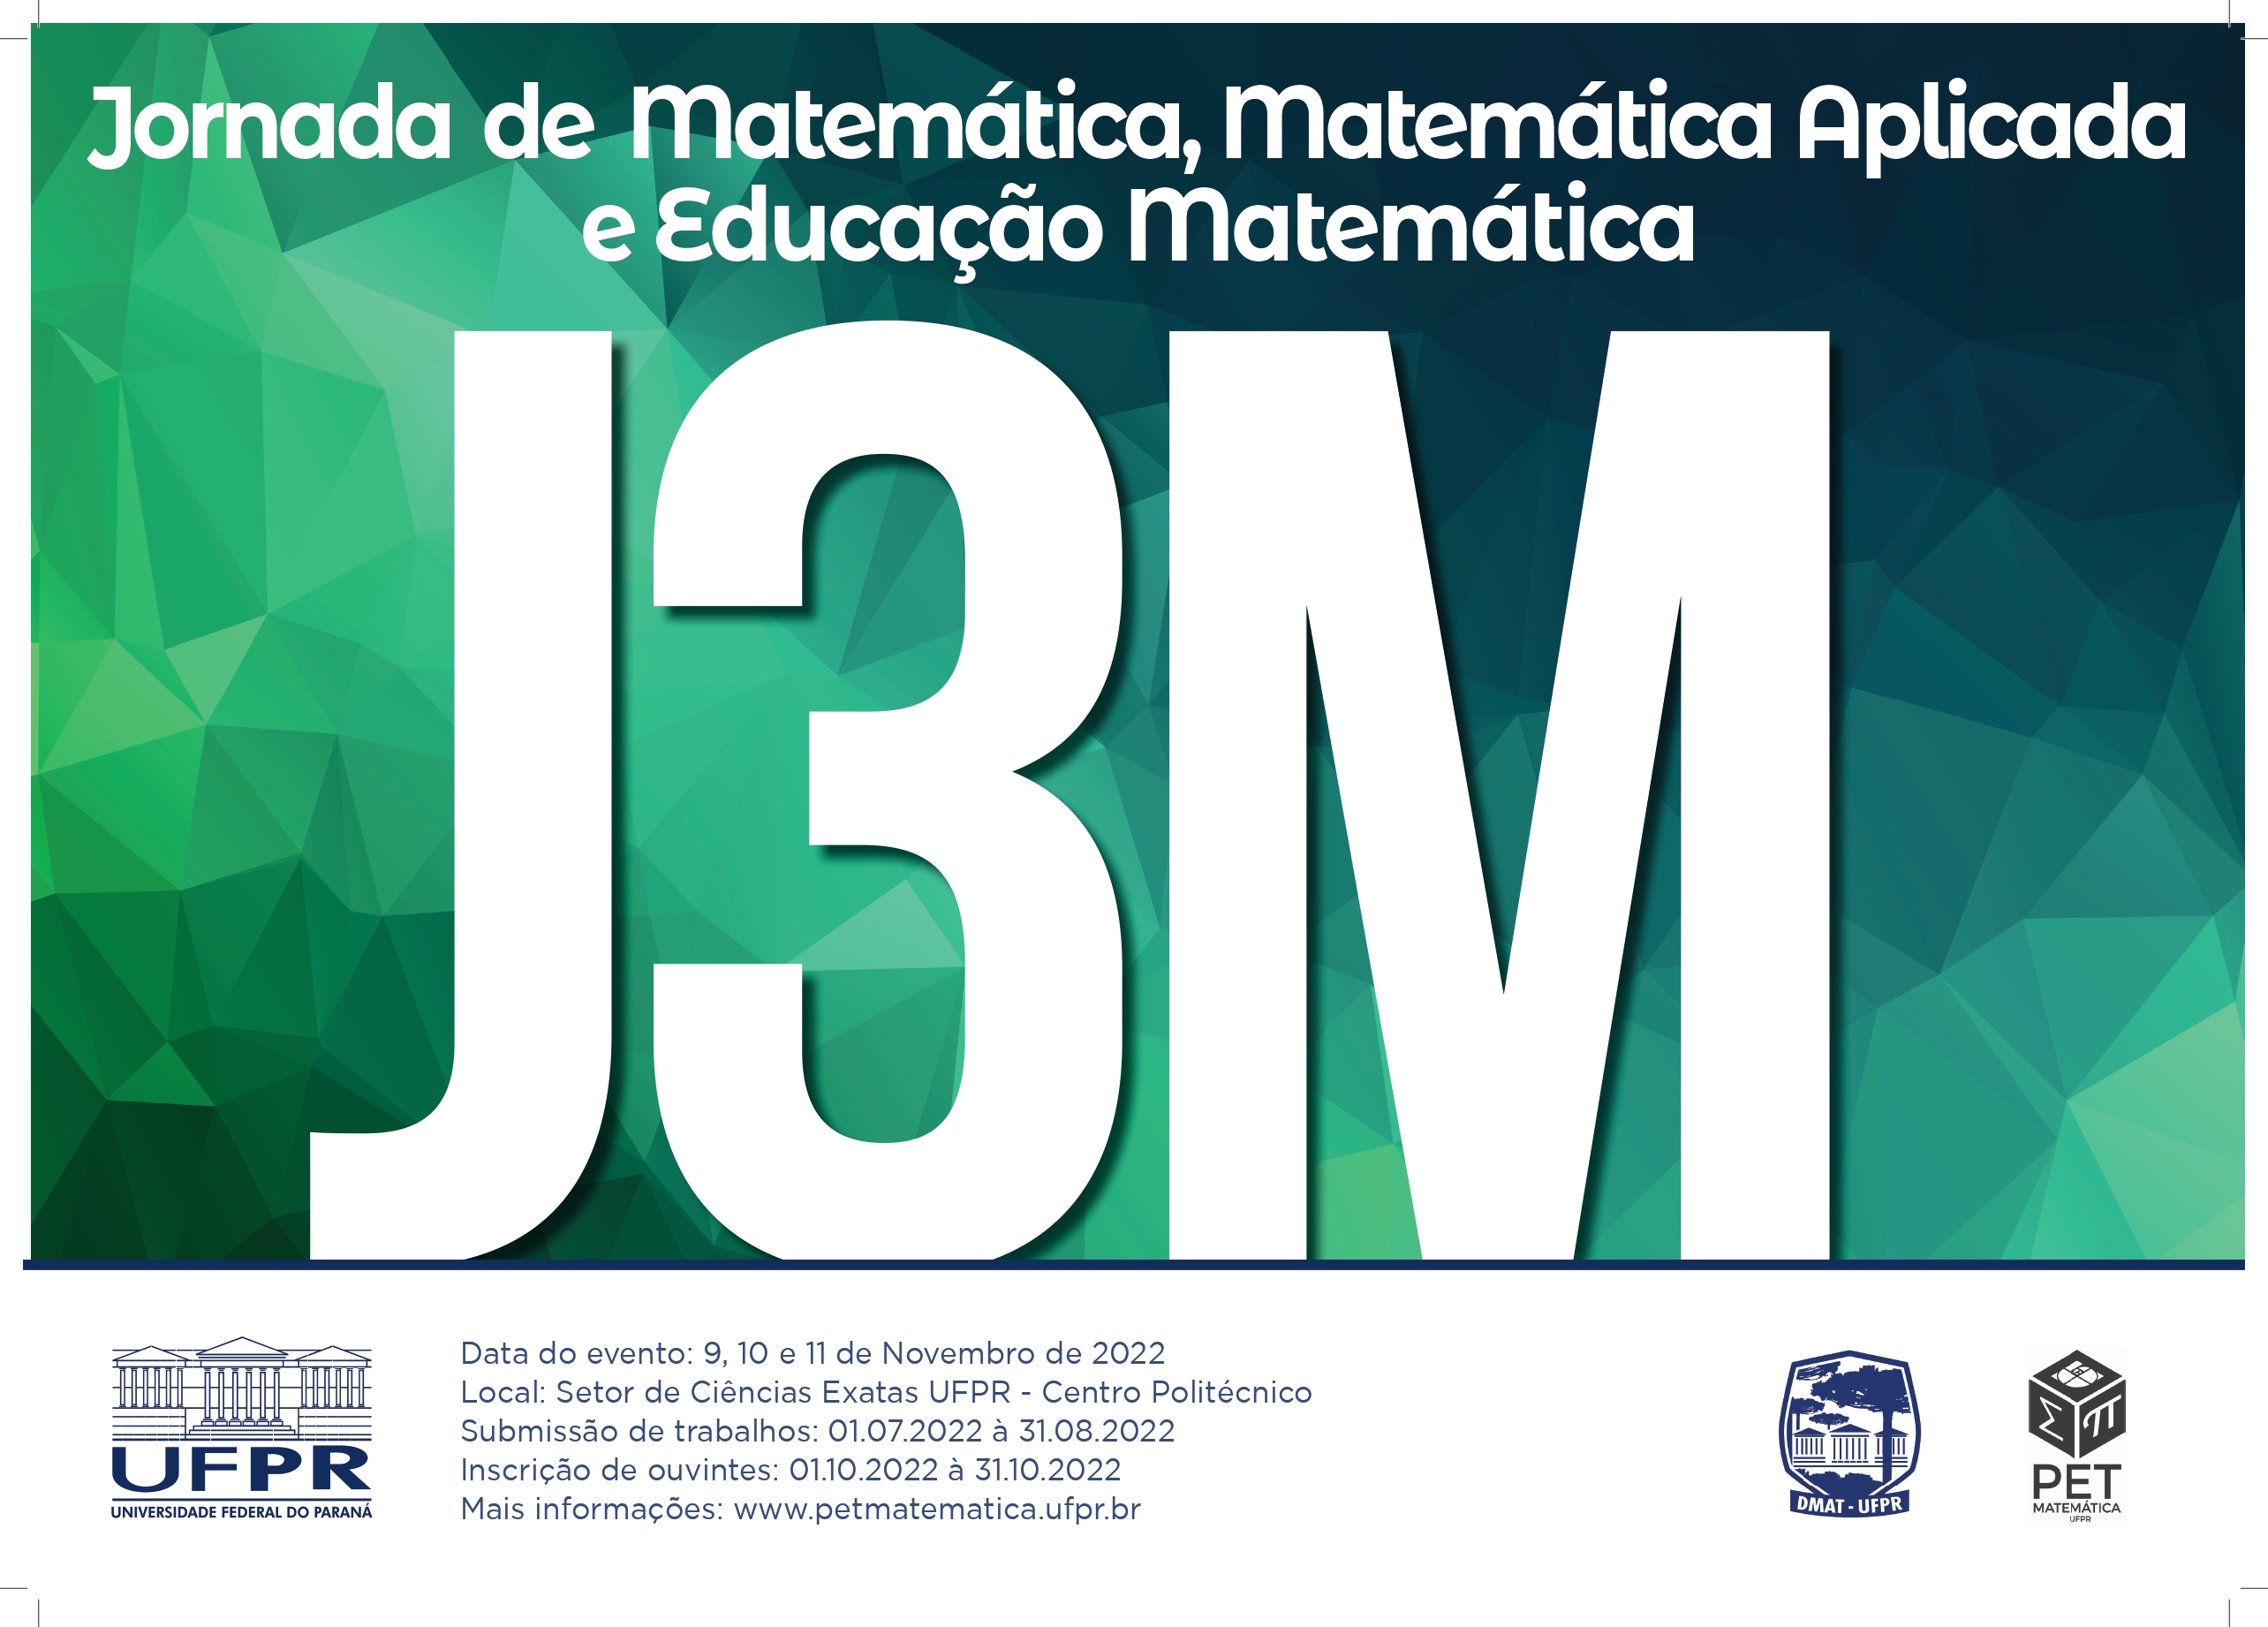 Jornada de Matemática, Matemática Aplicada
e Educação Matemática
J3M
UFPR
UNIVERSIDADE FEDERAL DO PARANÁ
Data do evento: 9, 10 e 11 de Novembro de 2022
Local: Setor de Ciências Exatas UFPR - Centro Politécnico
Submissão de trabalhos: 01.07.2022 à 31.08.2022
Inscrição de ouvintes: 01.10.2022 à 31.10.2022
Mais informações: www.petmatematica.ufpr.br
DMAT - UFPR
Σ π
PET
MATEMÁTICA
UFPR